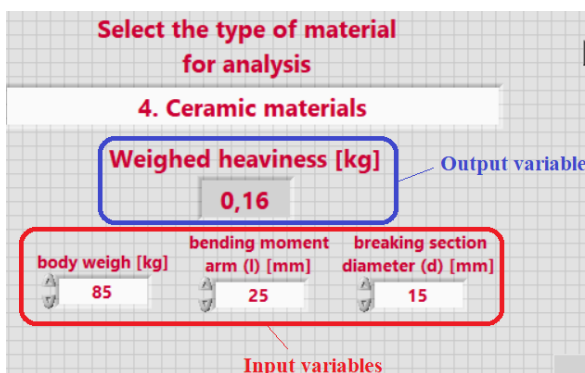 Select the type of material
for analysis
4. Ceramic materials
Weighed heaviness [kg]
Output variable
0,16
body weigh [kg]
bending moment
arm (l) [mm]
breaking section
diameter (d) [mm]
85
25
15
Input variables